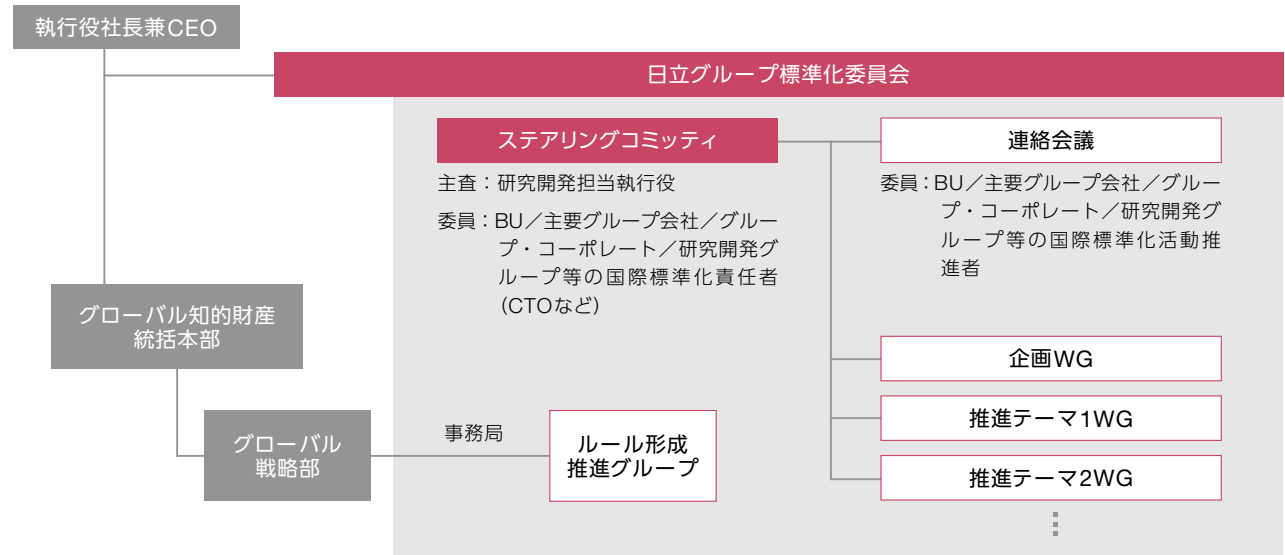 執行役社長兼CEO
日立グループ標準化委員会
ステアリングコミッティ
主査：研究開発担当執行役
委員：BU／主要グループ会社／グルー
プ・コーポレート／研究開発グ
ループ等の国際標準化責任者
（CTOなど）
連絡会議
委員：BU／主要グループ会社／グルー
プ・コーポレート／研究開発グ
ループ等の国際標準化活動推
進者
グローバル知的財産
統括本部
企画WG
推進テーマ1WG
推進テーマ2WG
グローバル
戦略部
事務局
ルール形成
推進グループ